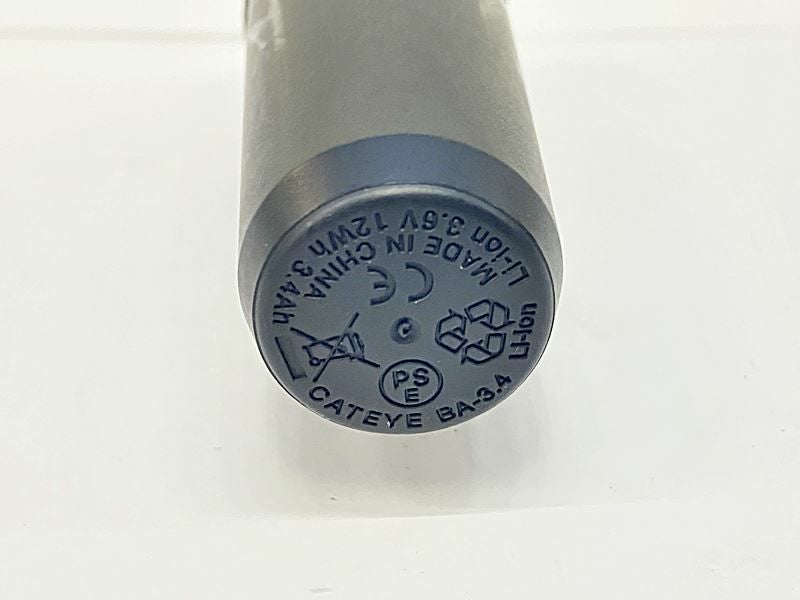 Li-ion 3.6V 12Wh 3.4Ah
MADE IN CHINA
CE
Li-ion
PS
E
CATEYE BA-3.4